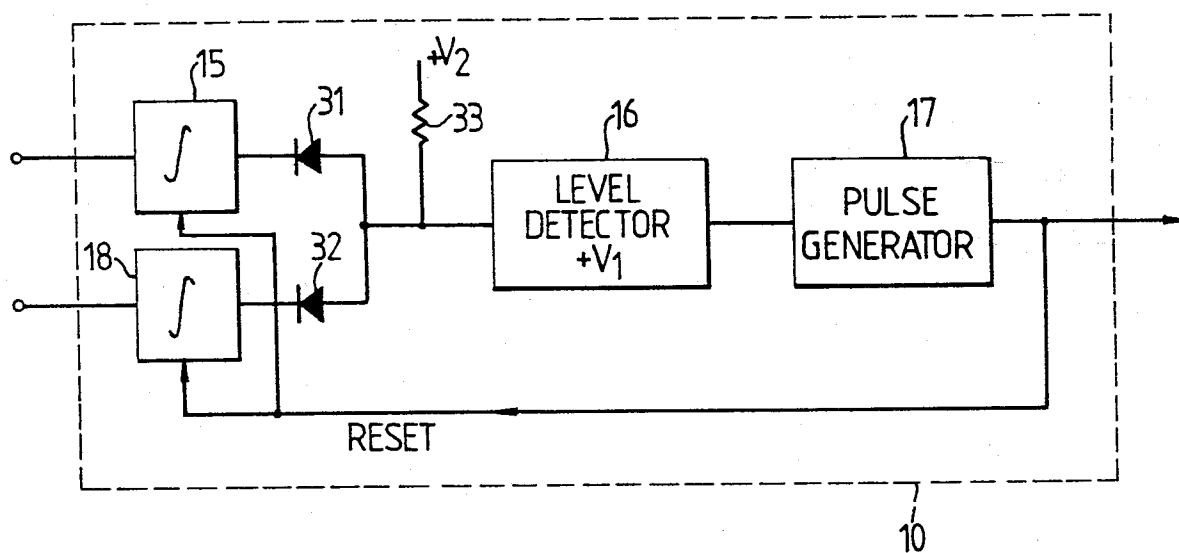 15
∫
31
+V2
33
16
LEVEL
DETECTOR
+V1
17
PULSE
GENERATOR
18
∫
32
RESET
10